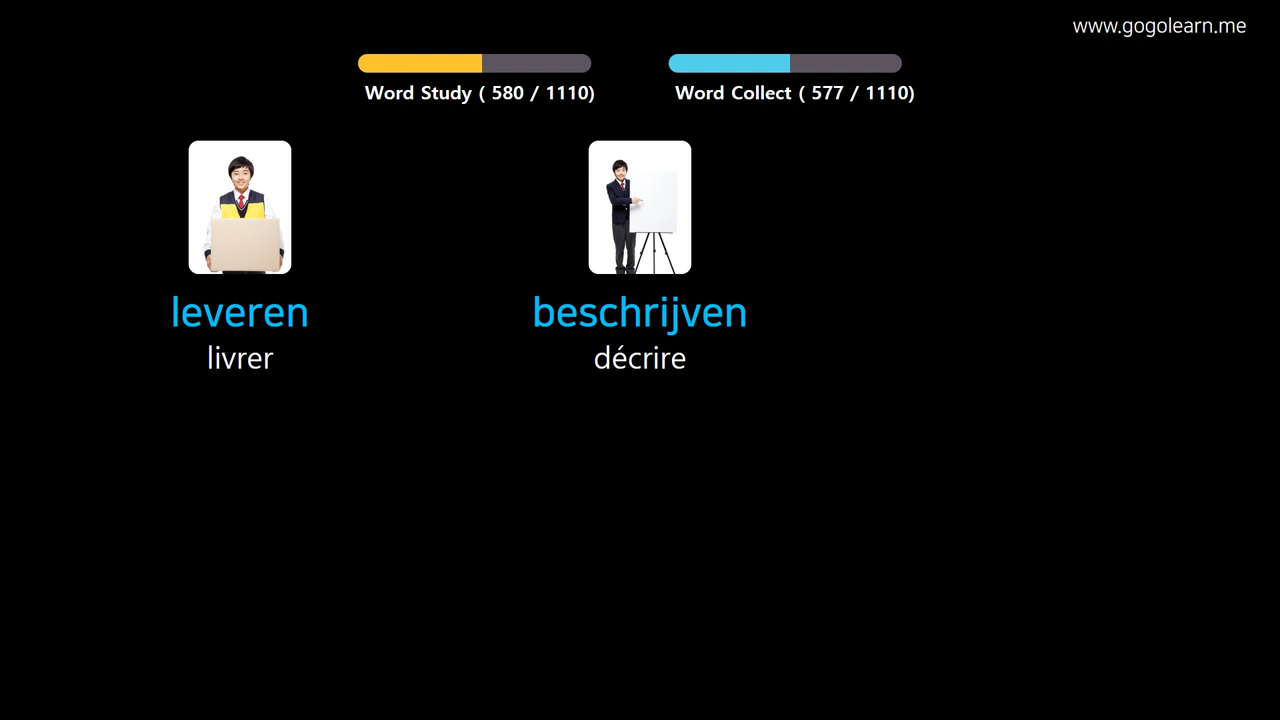 www.gogolearn.me
Word Study ( 580 / 1110)
Word Collect ( 577 / 1110)
leveren
livrer
beschrijven
décrire